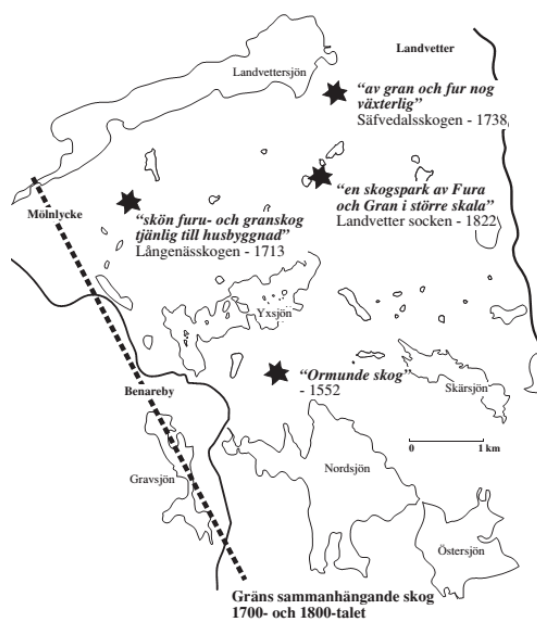 Landvetter
Landvettersjön
“av gran och fur nog
växterlig”
Säfvedalsskogen - 1738
“en skogspark av Fura
och Gran i större skala”
Landvetter socken - 1822
Mölnlycke
“skön furu- och granskog
tjänlig till husbyggnad”
Långenässkogen - 1713
Yxsjön
“Ormunde skog”
- 1552
Skärsjön
Benareby
0 1 km
Gravsjön
Nordsjön
Östersjön
Gräns sammanhängande skog
1700- och 1800-talet